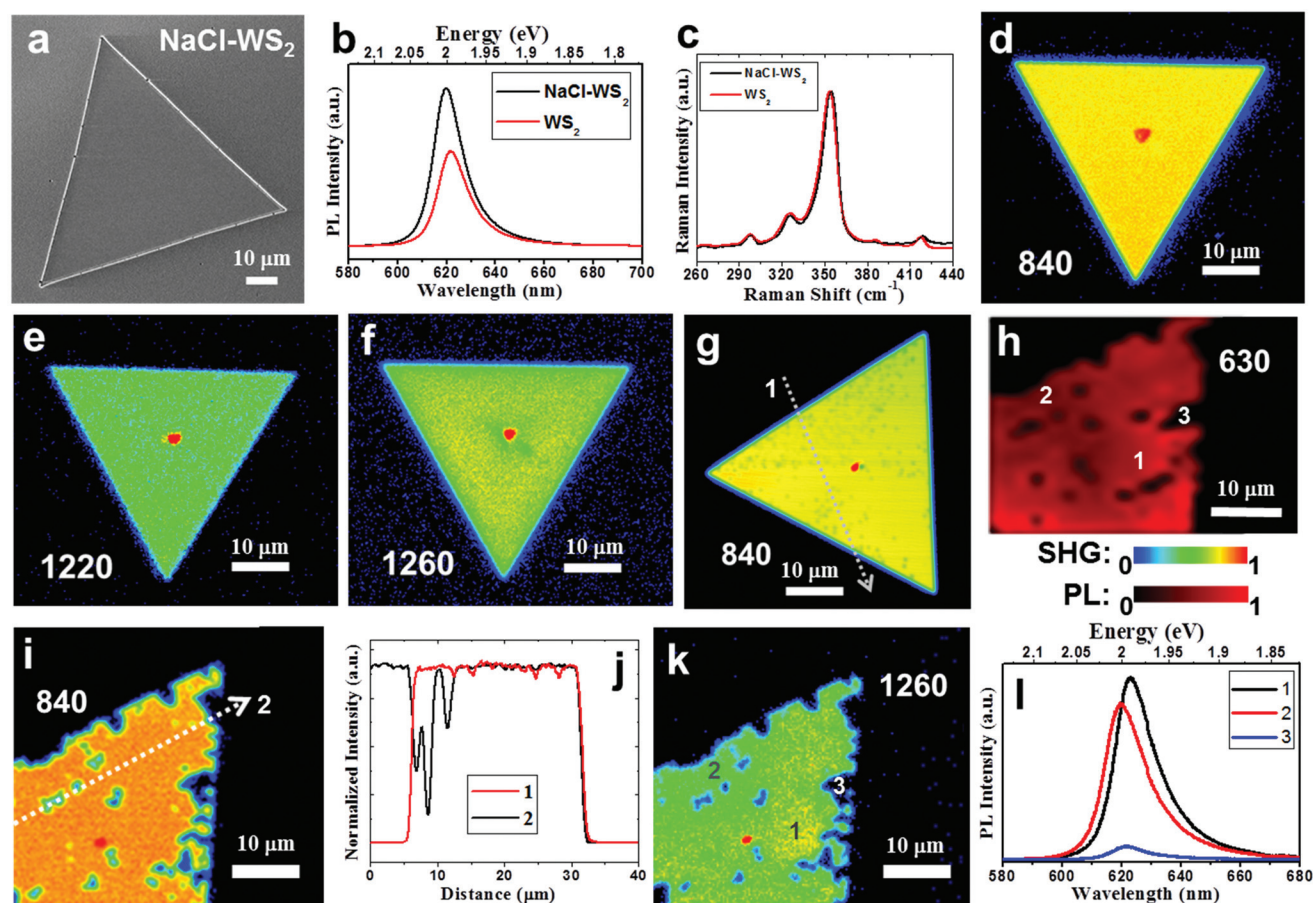 a
NaCl-WS2
10 μm
b
Energy (eV)
2.1 2.05 2 1.95 1.9 1.85 1.8
NaCl-WS2
WS2
PL Intensity (a.u.)
580 600 620 640 660 680 700
Wavelength (nm)
c
NaCl-WS2
WS2
Raman Intensity (a.u.)
260 290 320 350 380 410 440
Raman Shift (cm-1)
d
840
10 μm
e
1220
10 μm
f
1260
10 μm
g
1
840
10 μm
h
630
2
3
1
10 μm
SHG: 0 1
PL: 0 1
i
840
2
10 μm
j
Normalized Intensity (a.u.)
1
2
0 10 20 30 40
Distance (μm)
k
1260
2
3
1
10 μm
l
Energy (eV)
2.1 2.05 2 1.95 1.9 1.85
1
2
3
PL Intensity (a.u.)
580 600 620 640 660 680
Wavelength (nm)